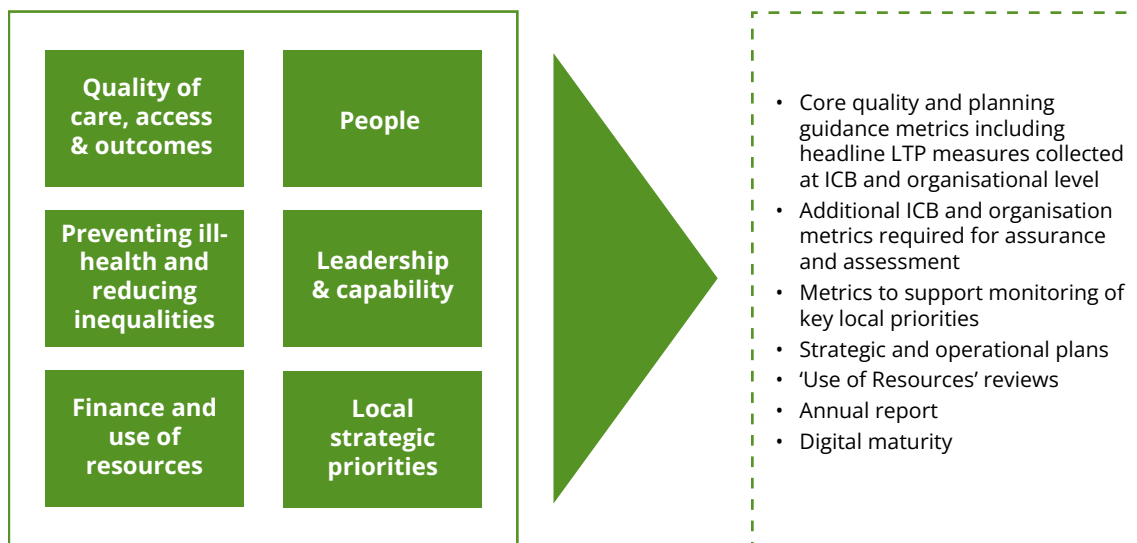 Quality of
care, access
& outcomes
People
Preventing ill-
health and
reducing
inequalities
Leadership
& capability
Finance and
use of
resources
Local
strategic
priorities
• Core quality and planning
guidance metrics including
headline LTP measures collected
at ICB and organisational level
• Additional ICB and organisation
metrics required for assurance
and assessment
• Metrics to support monitoring of
key local priorities
• Strategic and operational plans
• ‘Use of Resources’ reviews
• Annual report
• Digital maturity